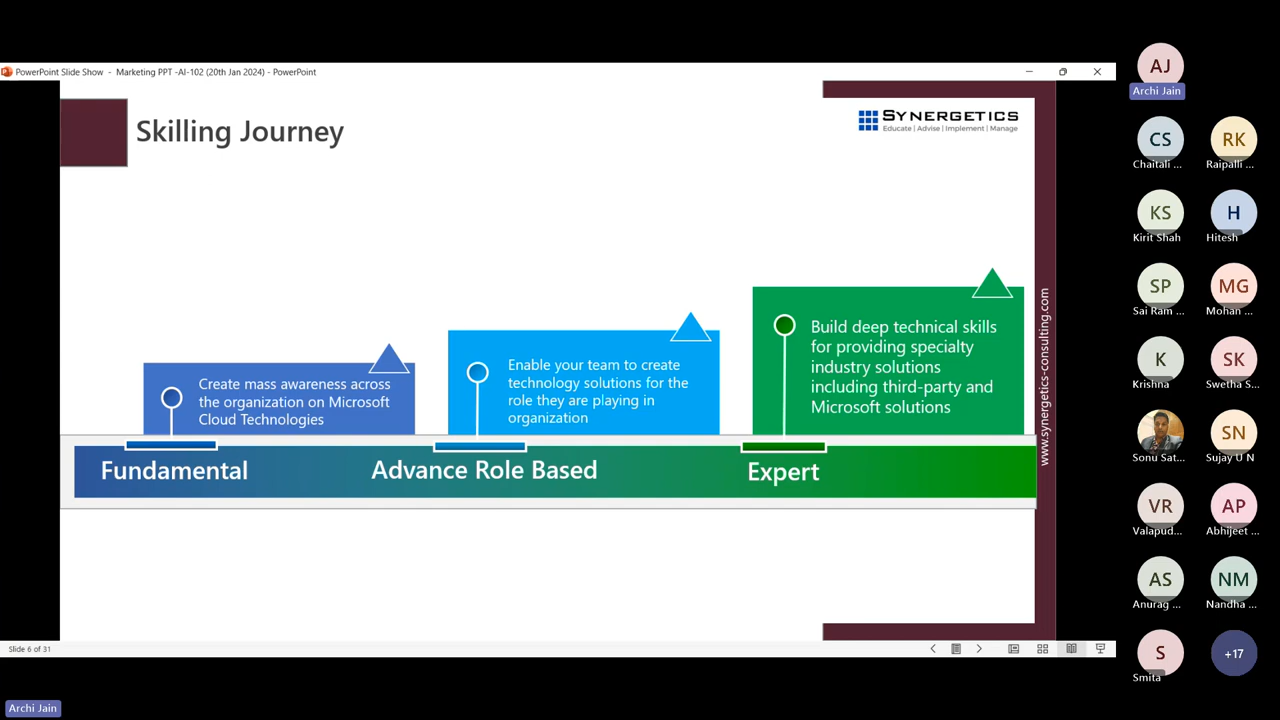 PowerPoint Slide Show - Marketing PPT -AI-102 (20th Jan 2024) - PowerPoint
Skilling Journey
SYNERGETICS
Educate | Advise | Implement | Manage
Create mass awareness across
the organization on Microsoft
Cloud Technologies
Enable your team to create
technology solutions for the
role they are playing in
organization
Build deep technical skills
for providing specialty
industry solutions
including third-party and
Microsoft solutions
Fundamental
Advance Role Based
Expert
www.synergetics-consulting.com
Slide 6 of 31
AJ
Archi Jain
CS
Chaitali ...
RK
Raipalli ...
KS
Kirit Shah
H
Hitesh
SP
Sai Ram ...
MG
Mohan ...
K
Krishna
SK
Swetha S...
Sonu Sat...
SN
Sujay U N
VR
Valapud...
AP
Abhijeet ...
AS
Anurag ...
NM
Nandha ...
S
Smita
+17
Archi Jain